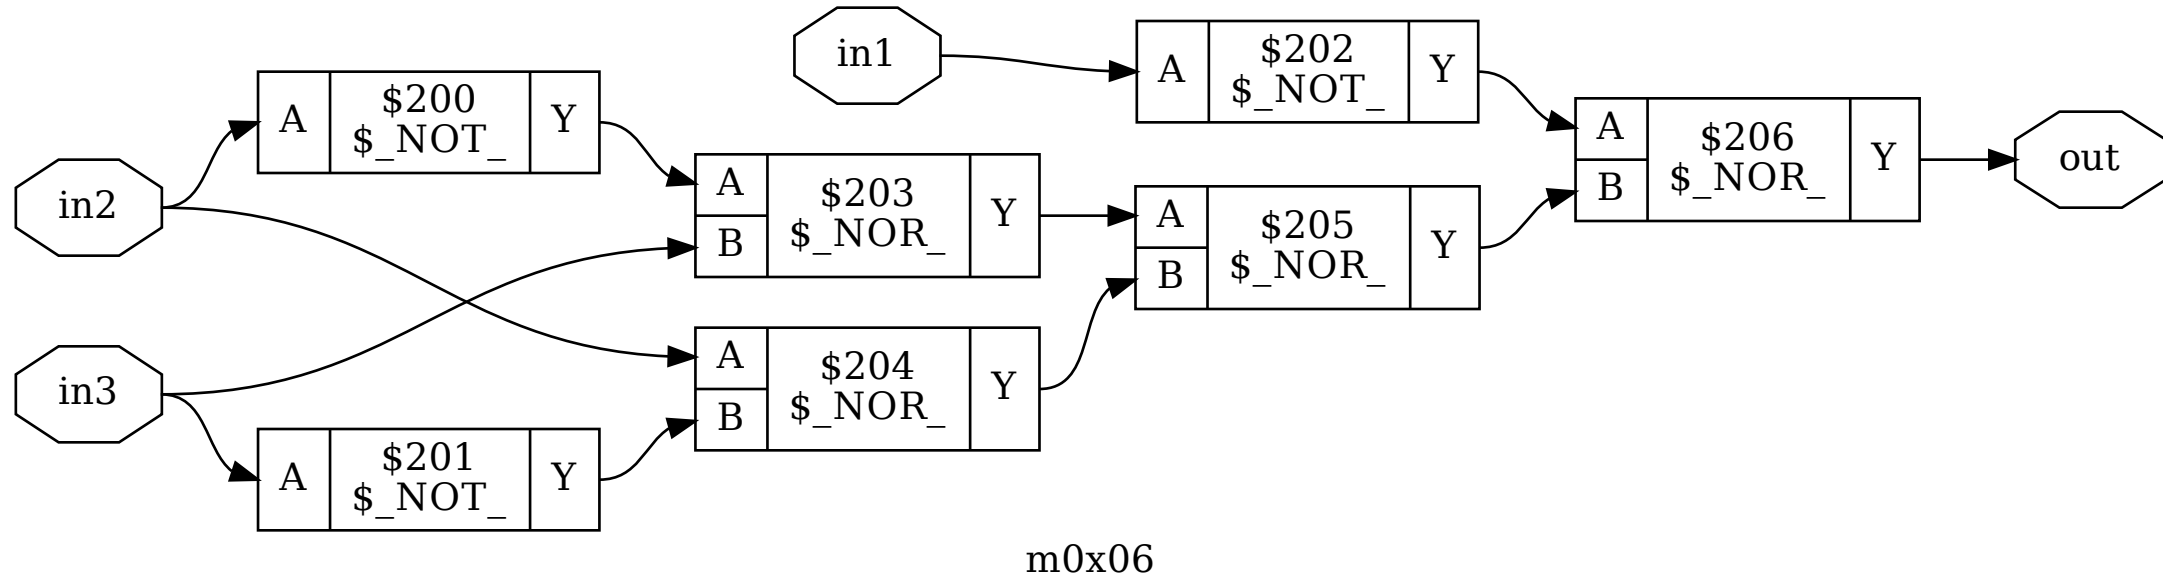 in1
A
$202
$_NOT_
Y
A
$200
$_NOT_
Y
in2
A
B
$203
$_NOR_
Y
A
B
$205
$_NOR_
Y
A
B
$206
$_NOR_
Y
out
in3
A
B
$204
$_NOR_
Y
A
$201
$_NOT_
Y
m0x06